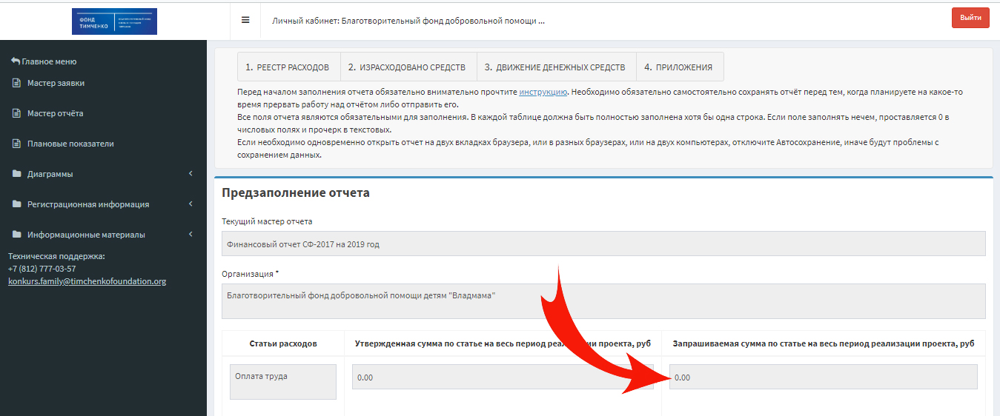 ФОНД
ТИМЧЕНКО
Личный кабинет: Благотворительный фонд добровольной помощи ...
Выйти
Главное меню
Мастер заявки
Мастер отчёта
Плановые показатели
Диаграммы
Регистрационная информация
Информационные материалы
Техническая поддержка:
+7 (812) 777-03-57
konkurs.family@timchenkofoundation.org
1. РЕЕСТР РАСХОДОВ 2. ИЗРАСХОДОВАНО СРЕДСТВ 3. ДВИЖЕНИЕ ДЕНЕЖНЫХ СРЕДСТВ 4. ПРИЛОЖЕНИЯ
Перед началом заполнения отчета обязательно внимательно прочтите инструкцию. Необходимо обязательно самостоятельно сохранять отчёт перед тем, когда планируете на какое-то
время прервать работу над отчётом либо отправить его.
Все поля отчета являются обязательными для заполнения. В каждой таблице должна быть полностью заполнена хотя бы одна строка. Если поле заполнять нечем, проставляется 0 в
числовых полях и прочерк в текстовых.
Если необходимо одновременно открыть отчет на двух вкладках браузера, или в разных браузерах, или на двух компьютерах, отключите Автосохранение, иначе будут проблемы с
сохранением данных.
Предзаполнение отчета
Текущий мастер отчета
Финансовый отчет СФ-2017 на 2019 год
Организация *
Благотворительный фонд добровольной помощи детям "Владмама"
Статьи расходов Утвержденная сумма по статье на весь период реализации проекта, руб Запрашиваемая сумма по статье на весь период реализации проекта, руб
Оплата труда 0.00 0.00